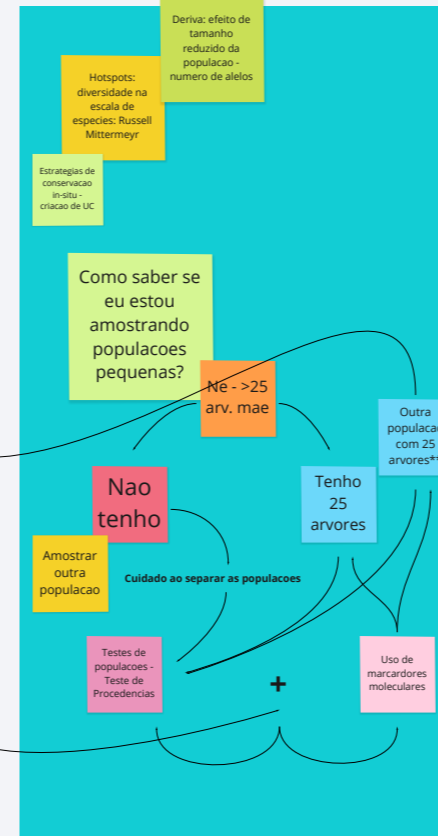 Deriva: efeito de
tamanho
reduzido da
populacao -
numero de alelos
Hotspots:
diversidade na
escala de
especies: Russell
Mittermeyr
Estrategias de
conservacao
in-situ -
criacao de UC
Como saber se
eu estou
amostrando
populacoes
pequenas?
Ne - >25
arv. mae
Outra
populacao
com 25
arvores**
Nao
tenho
Tenho
25
arvores
Amostrar
outra
populacao
Cuidado ao separar as populacoes
Testes de
populacoes -
Teste de
Procedencias
+
Uso de
marcardores
moleculares